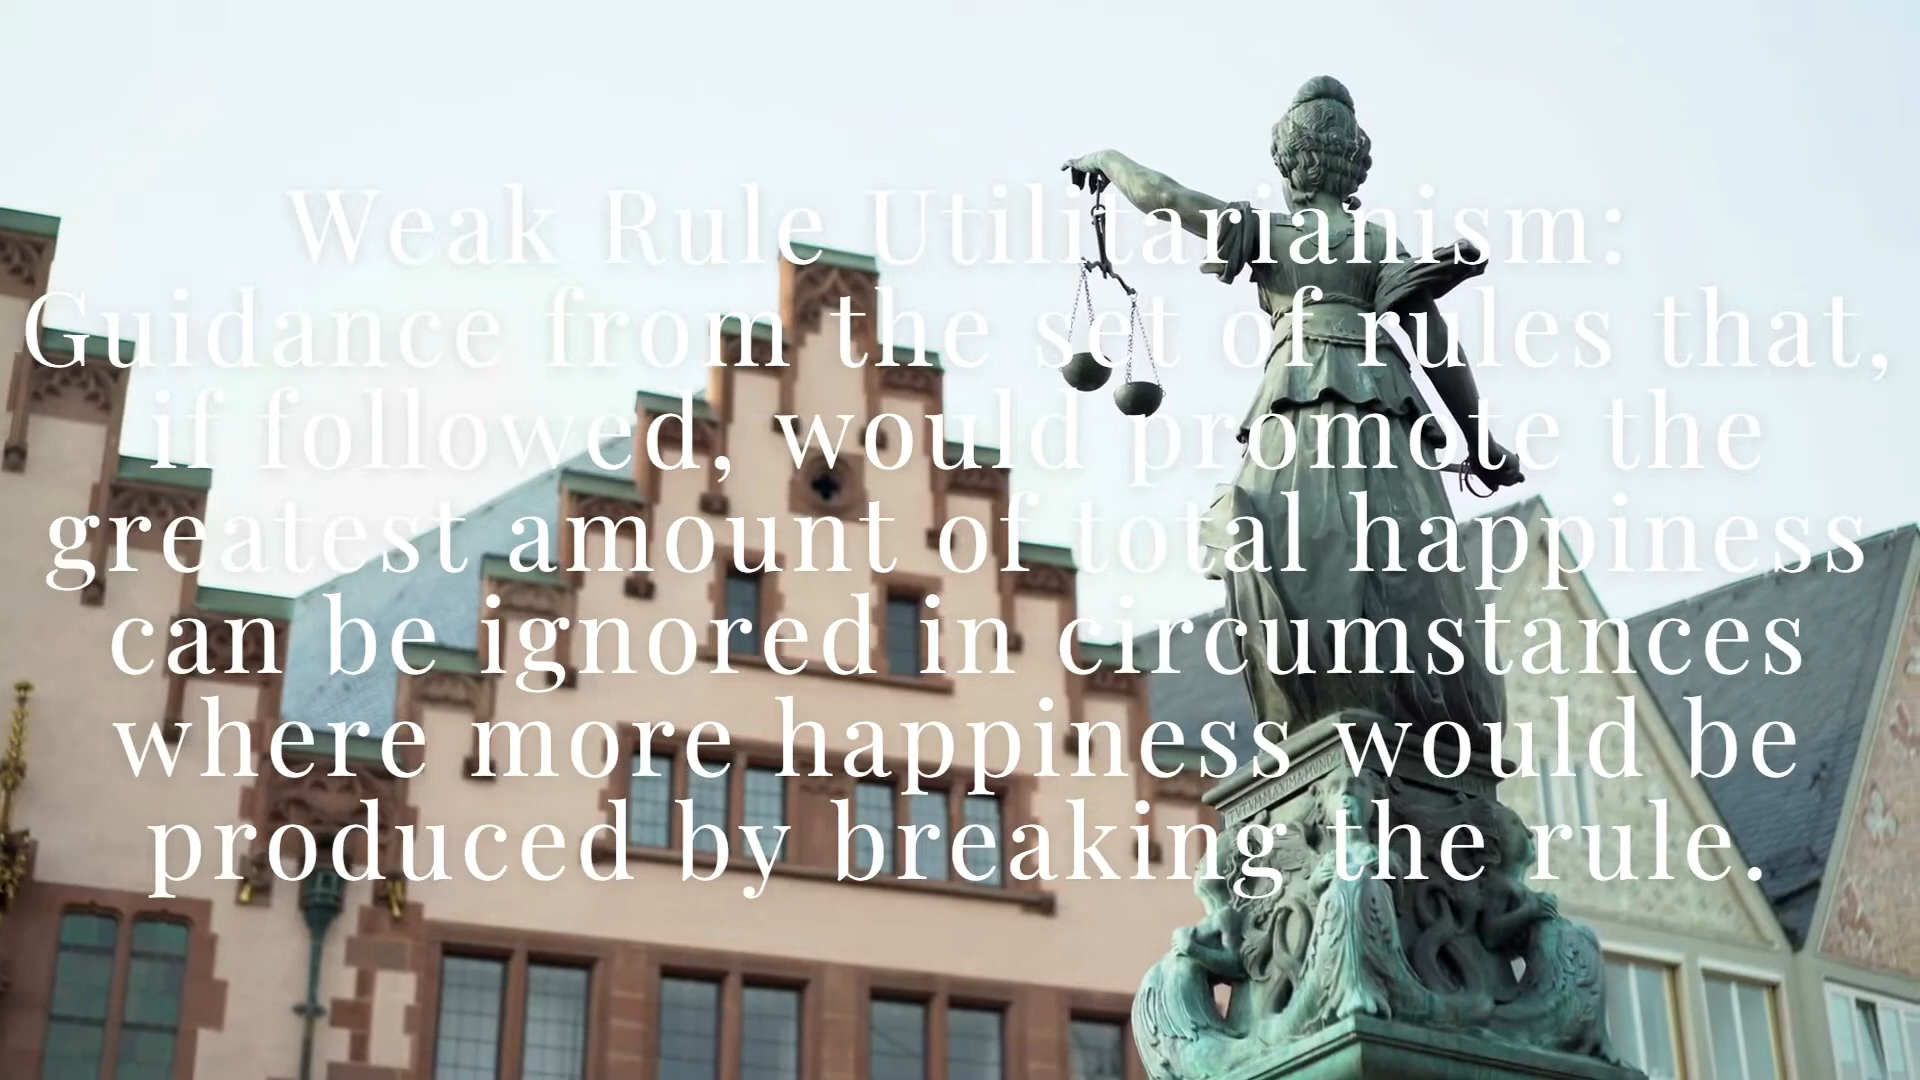 Weak Rule Utilitarianism:
Guidance from the set of rules that,
if followed, would promote the
greatest amount of total happiness
can be ignored in circumstances
where more happiness would be
produced by breaking the rule.